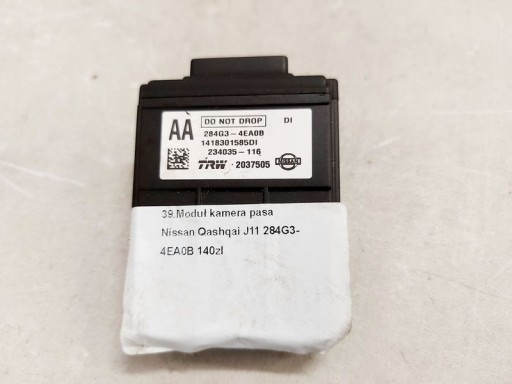 AA
DO NOT DROP
DI
284G3-4EA0B
1418301585DI
234035-116
TRW 2037505 NISSAN
39.Moduł kamera pasa
Nissan Qashqai J11 284G3-
4EA0B 140zl